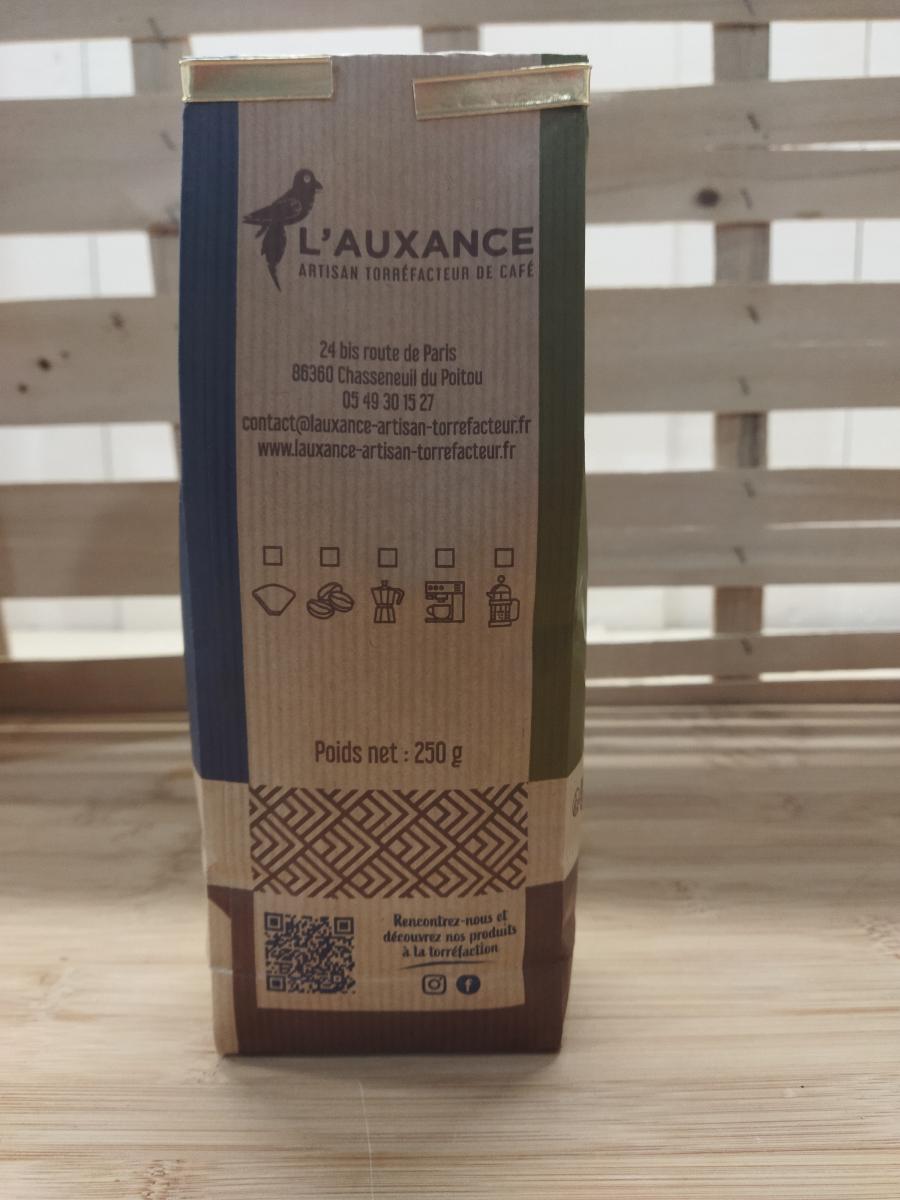 L'AUXANCE
ARTISAN TORRÉFACTEUR DE CAFÉ
24 bis route de Paris
86360 Chasseneuil du Poitou
05 49 30 15 27
contact@lauxance-artisan-torrefacteur.fr
www.lauxance-artisan-torrefacteur.fr
Poids net : 250 g
Rencontrez-nous et
découvrez nos produits
à la torréfaction